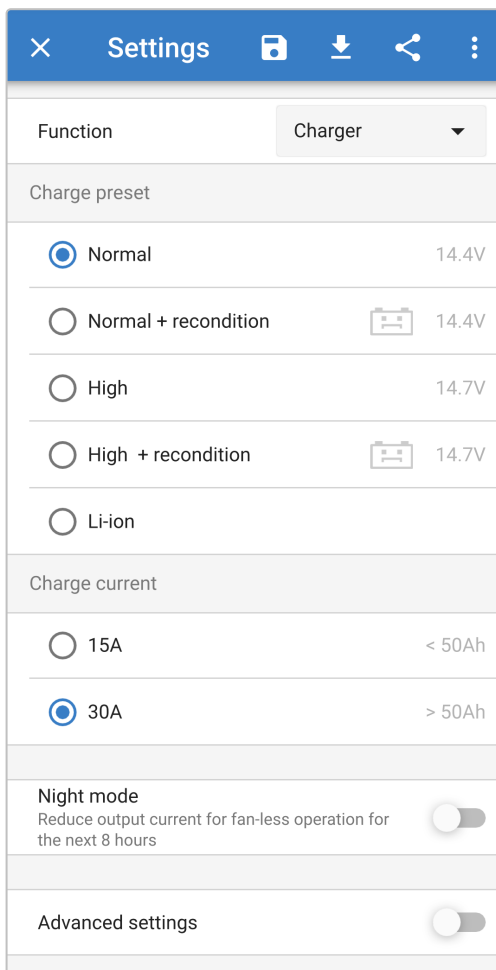 Settings
Function Charger
Charge preset
Normal 14.4V
Normal + recondition 14.4V
High 14.7V
High + recondition 14.7V
Li-ion
Charge current
15A < 50Ah
30A > 50Ah
Night mode
Reduce output current for fan-less operation for
the next 8 hours
Advanced settings